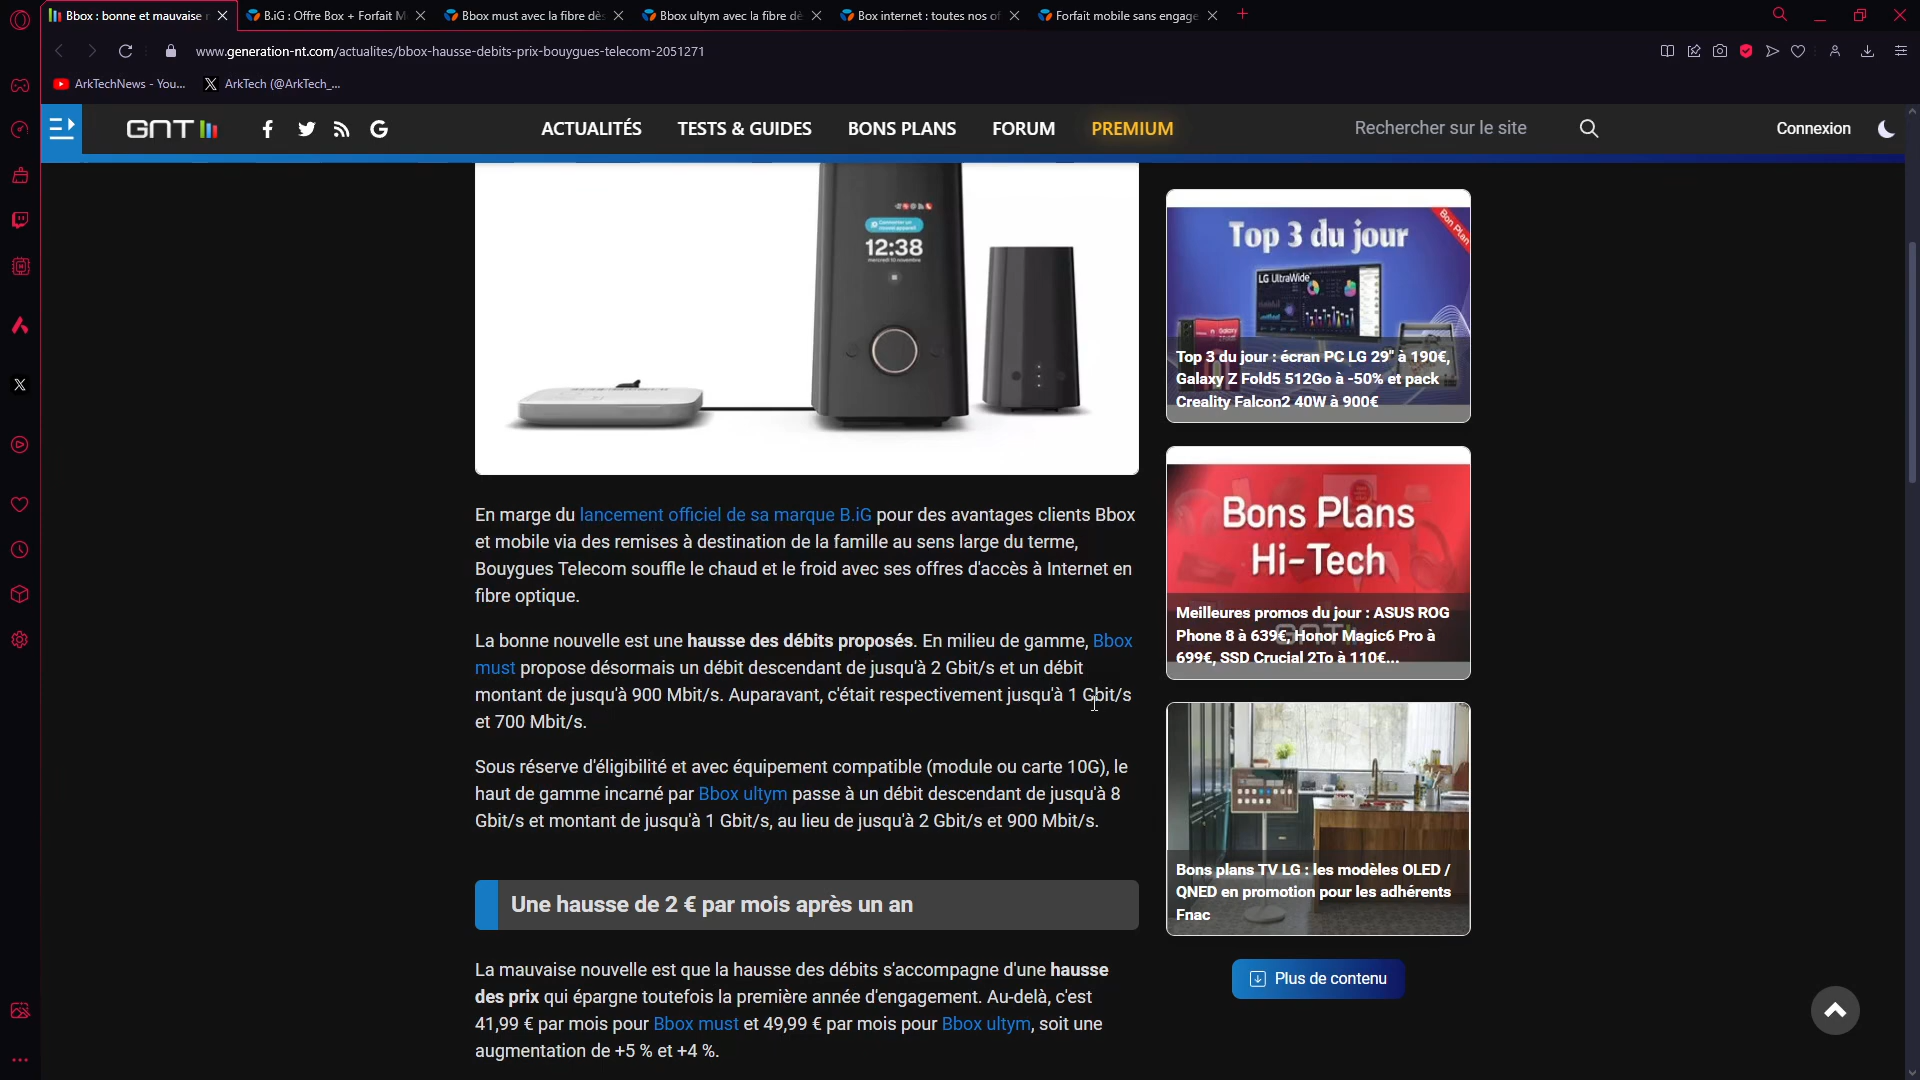 Bbox : bonne et mauvaise
B.iG : Offre Box + Forfait M
Bbox must avec la fibre dès
Bbox ultym avec la fibre dè
Box internet : toutes nos of
Forfait mobile sans engage
www.generation-nt.com/actualites/bbox-hausse-debits-prix-bouygues-telecom-2051271
ArkTechNews - You...
ArkTech (@ArkTech_...
GNT
ACTUALITÉS
TESTS & GUIDES
BONS PLANS
FORUM
PREMIUM
Rechercher sur le site
Connexion
12:38
En marge du lancement officiel de sa marque B.iG pour des avantages clients Bbox
et mobile via des remises à destination de la famille au sens large du terme,
Bouygues Telecom souffle le chaud et le froid avec ses offres d'accès à Internet en
fibre optique.
La bonne nouvelle est une hausse des débits proposés. En milieu de gamme, Bbox
must propose désormais un débit descendant de jusqu'à 2 Gbit/s et un débit
montant de jusqu'à 900 Mbit/s. Auparavant, c'était respectivement jusqu'à 1 Gbit/s
et 700 Mbit/s.
Sous réserve d'éligibilité et avec équipement compatible (module ou carte 10G), le
haut de gamme incarné par Bbox ultym passe à un débit descendant de jusqu'à 8
Gbit/s et montant de jusqu'à 1 Gbit/s, au lieu de jusqu'à 2 Gbit/s et 900 Mbit/s.
Une hausse de 2 € par mois après un an
La mauvaise nouvelle est que la hausse des débits s'accompagne d'une hausse
des prix qui épargne toutefois la première année d'engagement. Au-delà, c'est
41,99 € par mois pour Bbox must et 49,99 € par mois pour Bbox ultym, soit une
augmentation de +5 % et +4 %.
Top 3 du jour
Bon Plan
LG UltraWide
Top 3 du jour : écran PC LG 29" à 190€,
Galaxy Z Fold5 512Go à -50% et pack
Creality Falcon2 40W à 900€
Bons Plans
Hi-Tech
Meilleures promos du jour : ASUS ROG
Phone 8 à 639€, Honor Magic6 Pro à
699€, SSD Crucial 2To à 110€...
Bons plans TV LG : les modèles OLED /
QNED en promotion pour les adhérents
Fnac
Plus de contenu